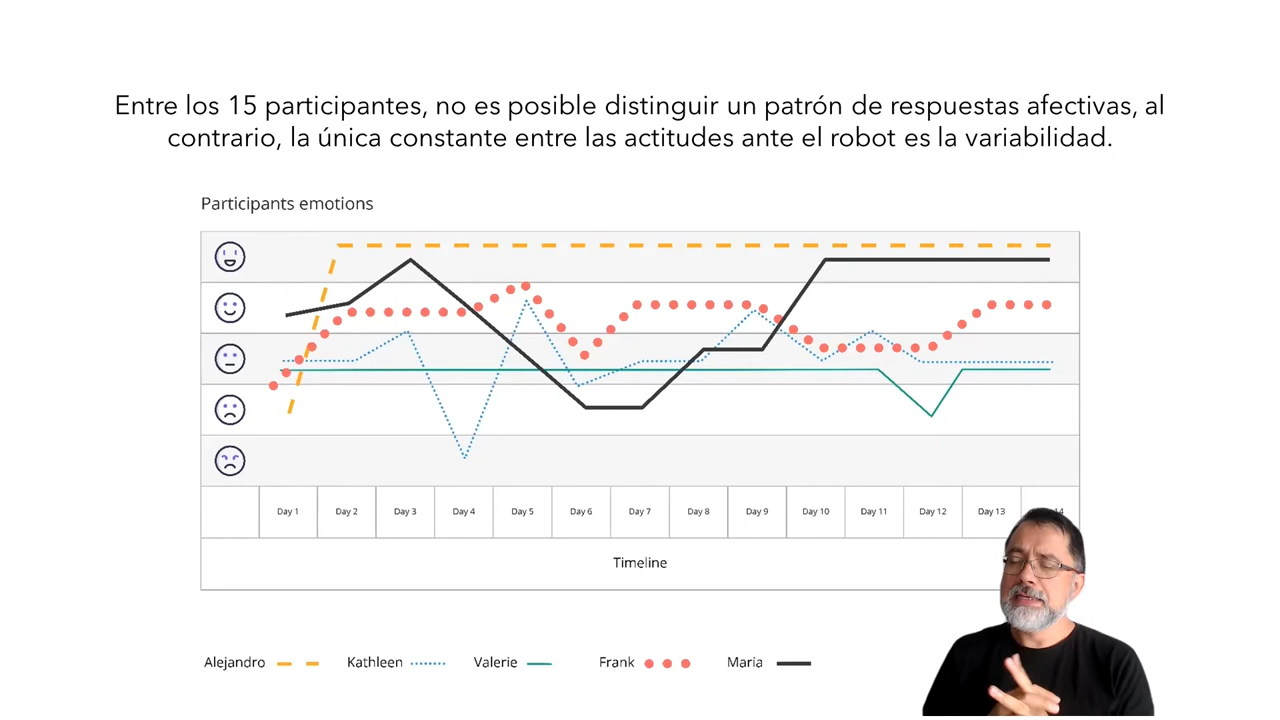 Entre los 15 participantes, no es posible distinguir un patrón de respuestas afectivas, al
contrario, la única constante entre las actitudes ante el robot es la variabilidad.
Participants emotions
Day 1 Day 2 Day 3 Day 4 Day 5 Day 6 Day 7 Day 8 Day 9 Day 10 Day 11 Day 12 Day 13 14
Timeline
Alejandro Kathleen Valerie Frank Maria